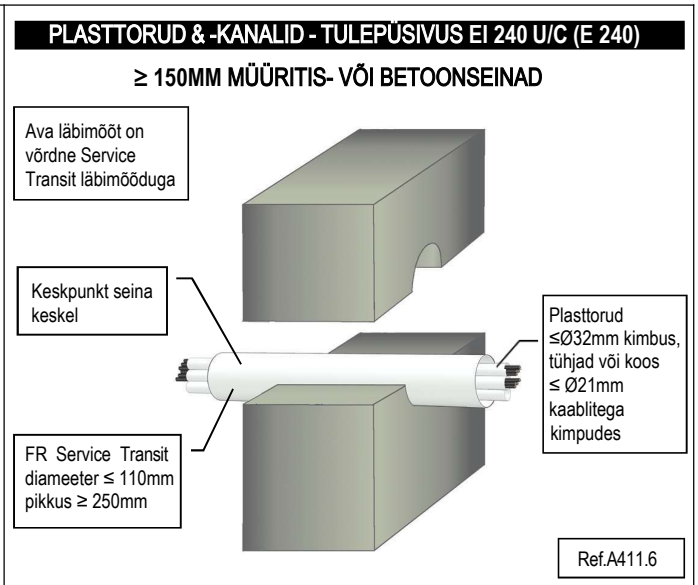 PLASTTORUD & -KANALID - TULEPÜSIVUS EI 240 U/C (E 240)
≥ 150MM MÜÜRITIS- VÕI BETOONSEINAD
Ava läbimõõt on
võrdne Service
Transit läbimõõduga
Keskpunkt seina
keskel
Plasttorud
≤Ø32mm kimbus,
tühjad või koos
≤ Ø21mm
kaablitega
kimpudes
FR Service Transit
diameeter ≤ 110mm
pikkus ≥ 250mm
Ref.A411.6